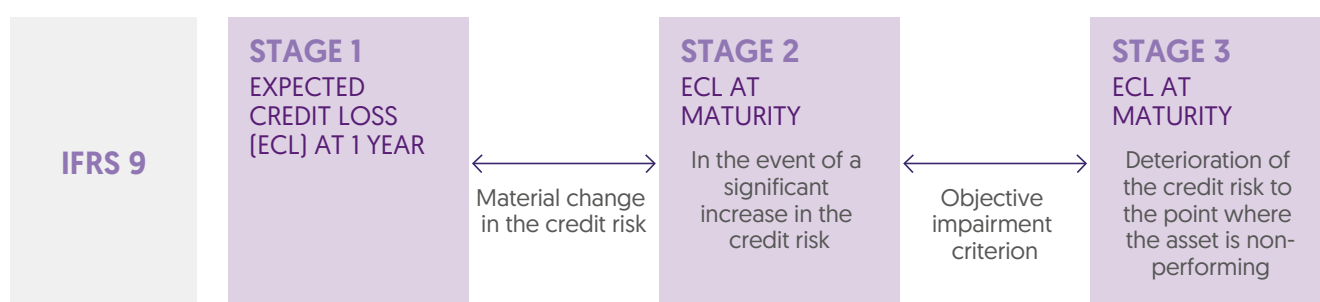 IFRS 9
STAGE 1
EXPECTED
CREDIT LOSS
(ECL) AT 1 YEAR
Material change
in the credit risk
STAGE 2
ECL AT
MATURITY
In the event of a
significant
increase in the
credit risk
Objective
impairment
criterion
STAGE 3
ECL AT
MATURITY
Deterioration of
the credit risk to
the point where
the asset is non-
performing